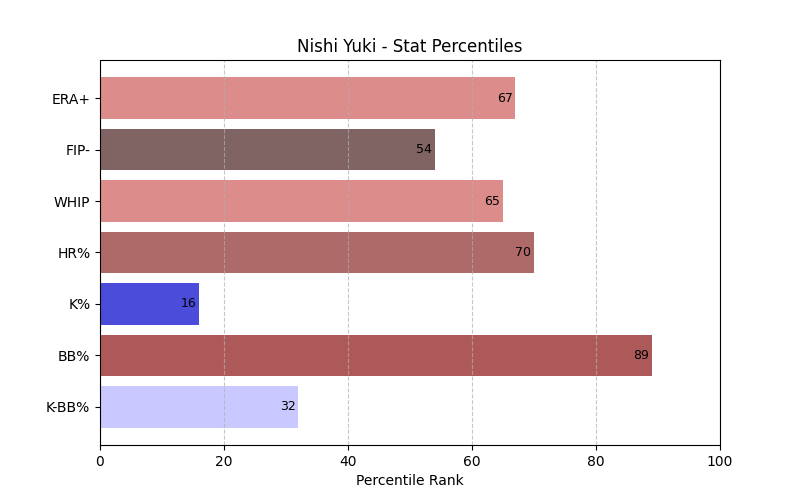 Nishi Yuki - Stat Percentiles
ERA+ 67
FIP- 54
WHIP 65
HR% 70
K% 16
BB% 89
K-BB% 32
0 20 40 60 80 100
Percentile Rank